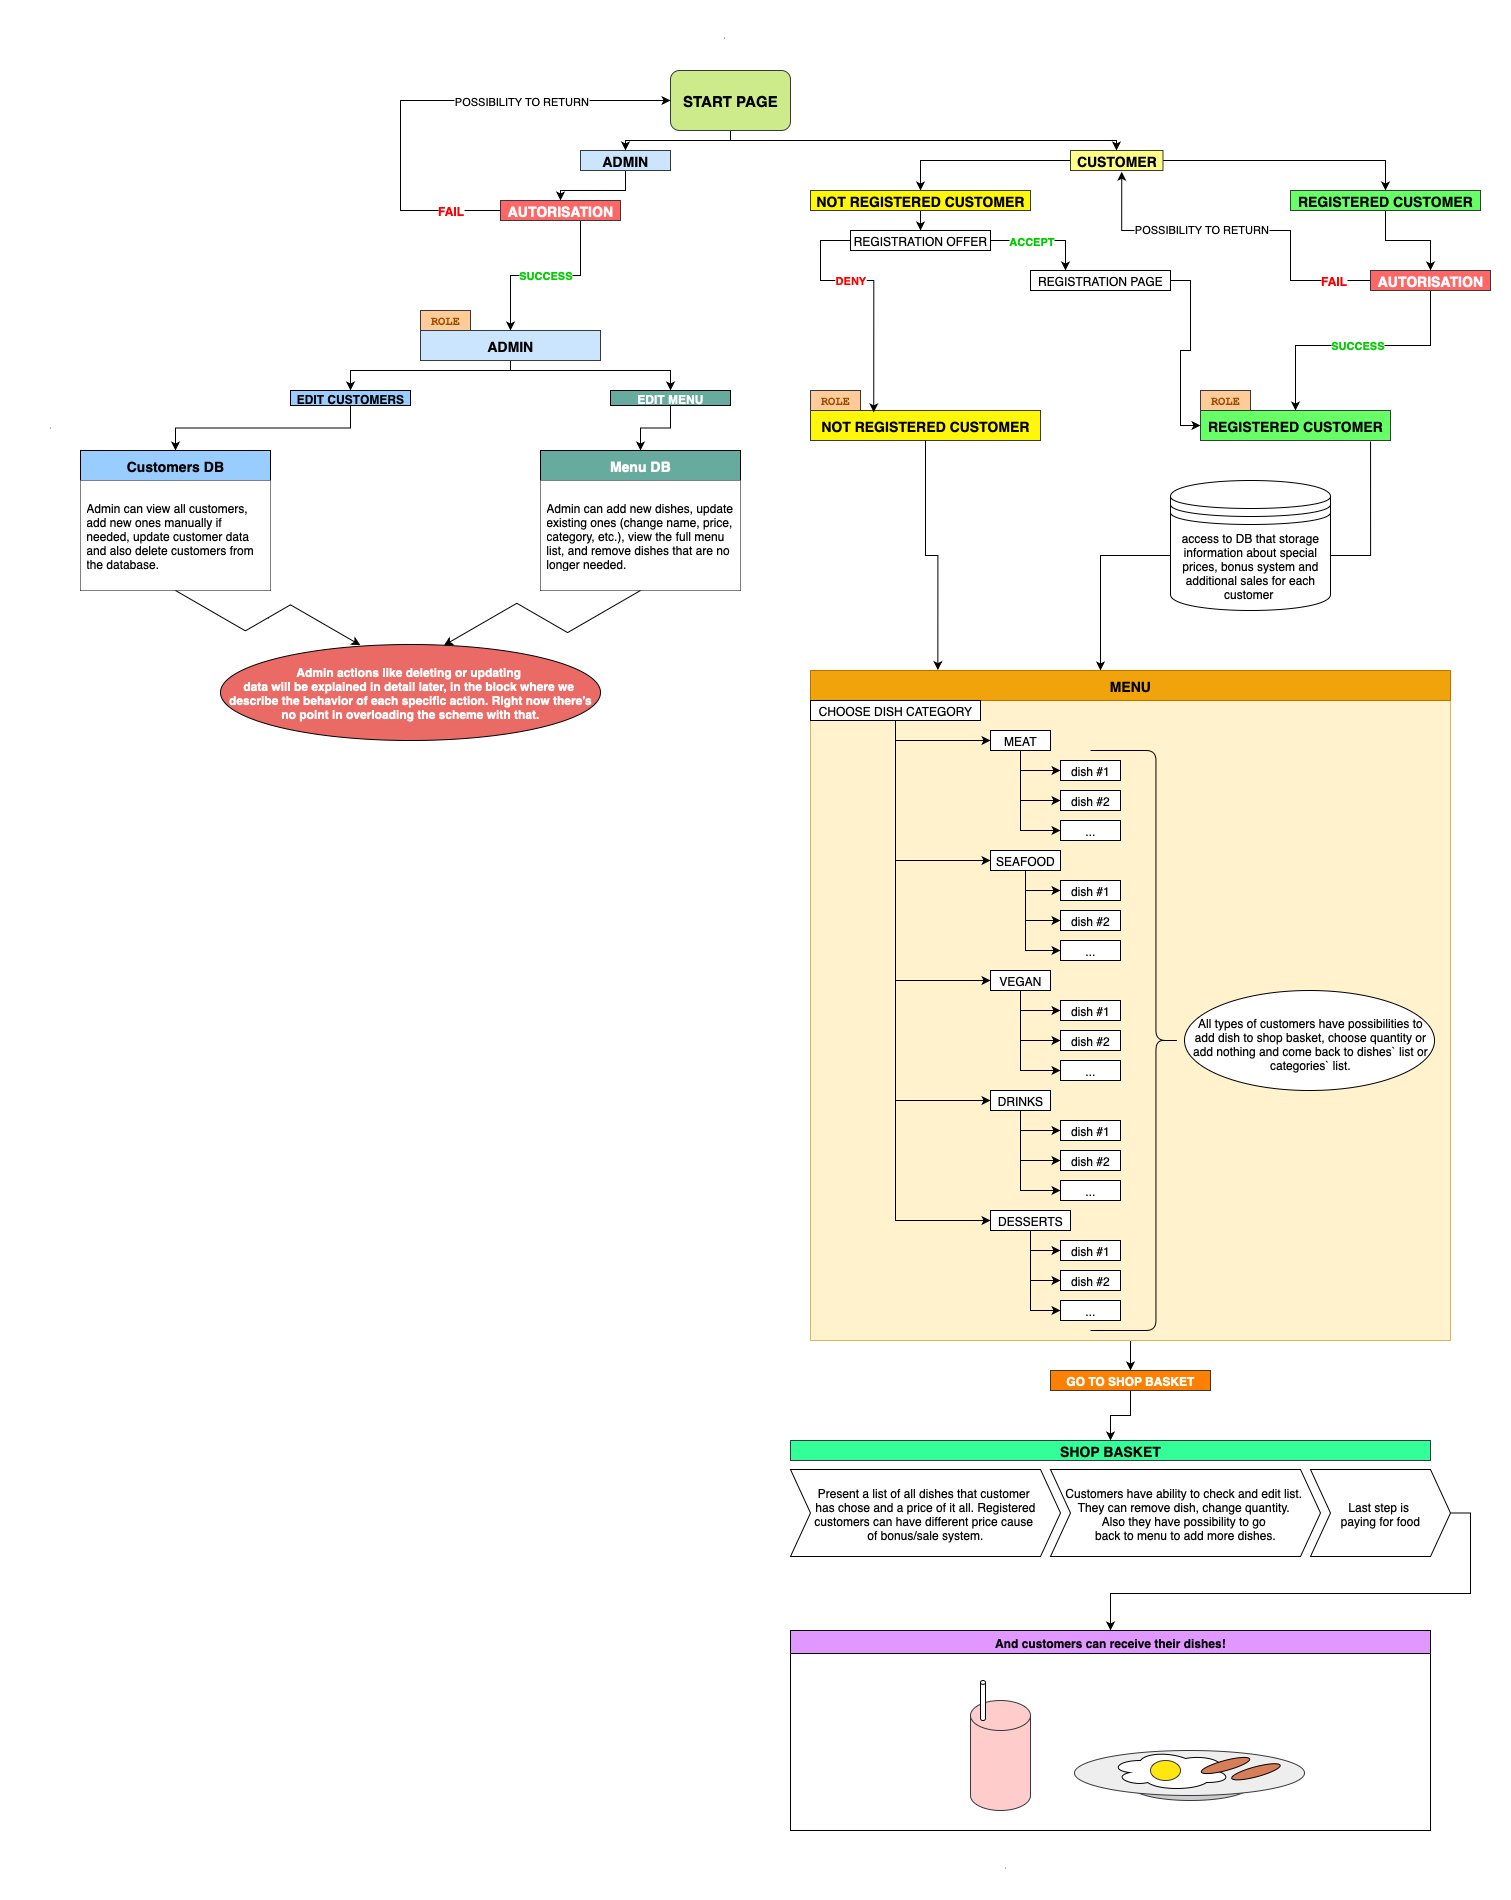 START PAGE
POSSIBILITY TO RETURN
ADMIN
AUTORISATION
FAIL
SUCCESS
ROLE
ADMIN
EDIT CUSTOMERS
EDIT MENU
Customers DB
Admin can view all customers,
add new ones manually if
needed, update customer data
and also delete customers from
the database.
Menu DB
Admin can add new dishes, update
existing ones (change name, price,
category, etc.), view the full menu
list, and remove dishes that are no
longer needed.
Admin actions like deleting or updating
data will be explained in detail later, in the block where we
describe the behavior of each specific action. Right now there's
no point in overloading the scheme with that.
CUSTOMER
NOT REGISTERED CUSTOMER
REGISTERED CUSTOMER
REGISTRATION OFFER
ACCEPT
POSSIBILITY TO RETURN
DENY
REGISTRATION PAGE
FAIL
AUTORISATION
SUCCESS
ROLE
NOT REGISTERED CUSTOMER
ROLE
REGISTERED CUSTOMER
access to DB that storage
information about special
prices, bonus system and
additional sales for each
customer
MENU
CHOOSE DISH CATEGORY
MEAT
dish #1
dish #2
...
SEAFOOD
dish #1
dish #2
...
VEGAN
dish #1
dish #2
...
DRINKS
dish #1
dish #2
...
DESSERTS
dish #1
dish #2
...
All types of customers have possibilities to
add dish to shop basket, choose quantity or
add nothing and come back to dishes` list or
categories` list.
GO TO SHOP BASKET
SHOP BASKET
Present a list of all dishes that customer
has chose and a price of it all. Registered
customers can have different price cause
of bonus/sale system.
Customers have ability to check and edit list.
They can remove dish, change quantity.
Also they have possibility to go
back to menu to add more dishes.
Last step is
paying for food
And customers can receive their dishes!